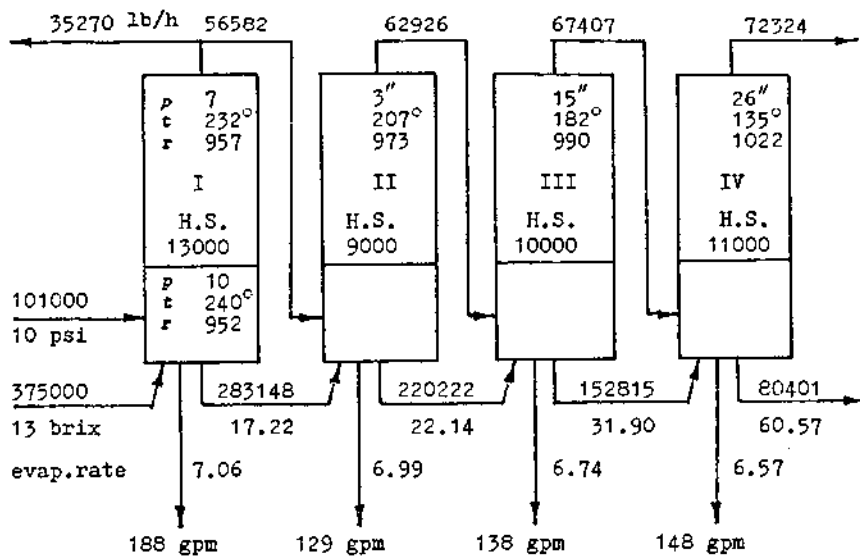 35270 lb/h 56582 62926 67407 72324
p 7 3" 15" 26"
t 232° 207° 182° 135°
r 957 973 990 1022
I II III IV
H.S. H.S. H.S. H.S.
13000 9000 10000 11000
p 10
101000 t 240°
10 psi r 952
375000 283148 220222 152815 80401
13 brix 17.22 22.14 31.90 60.57
evap.rate 7.06 6.99 6.74 6.57
188 gpm 129 gpm 138 gpm 148 gpm